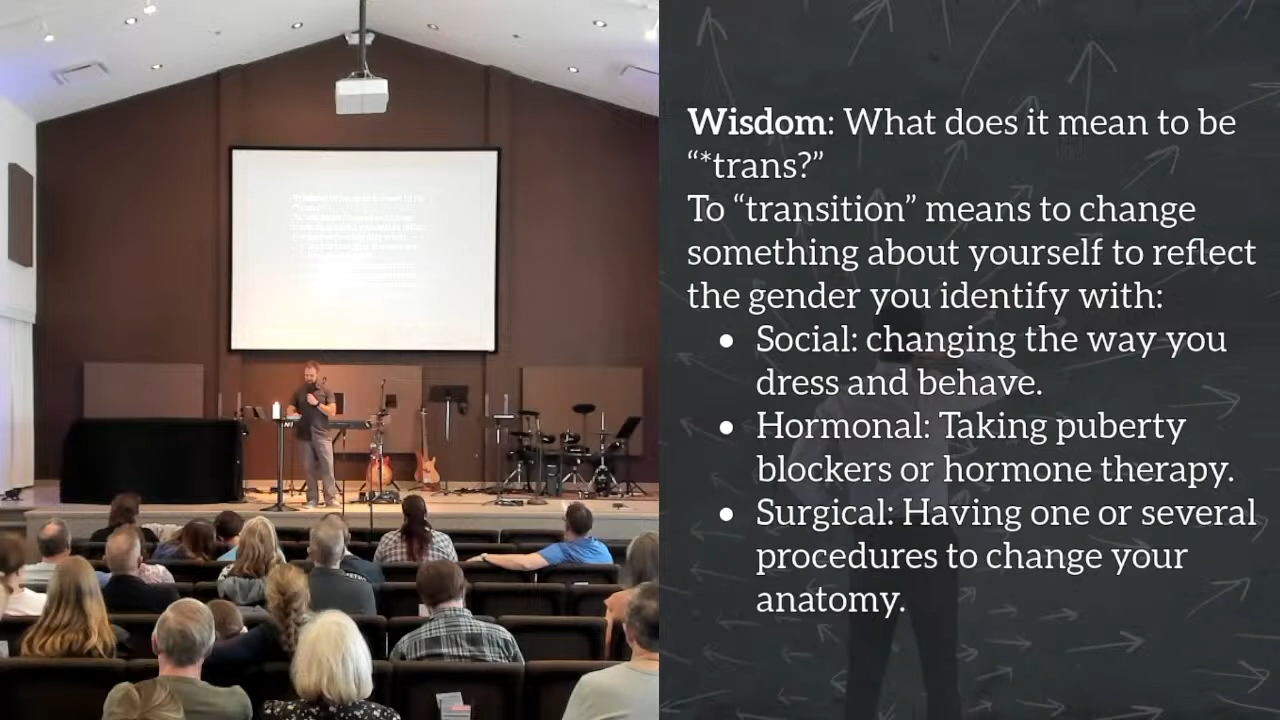 Wisdom: What does it mean to be
“*trans?”
To “transition” means to change
something about yourself to reflect
the gender you identify with:
• Social: changing the way you
dress and behave.
• Hormonal: Taking puberty
blockers or hormone therapy.
• Surgical: Having one or several
procedures to change your
anatomy.